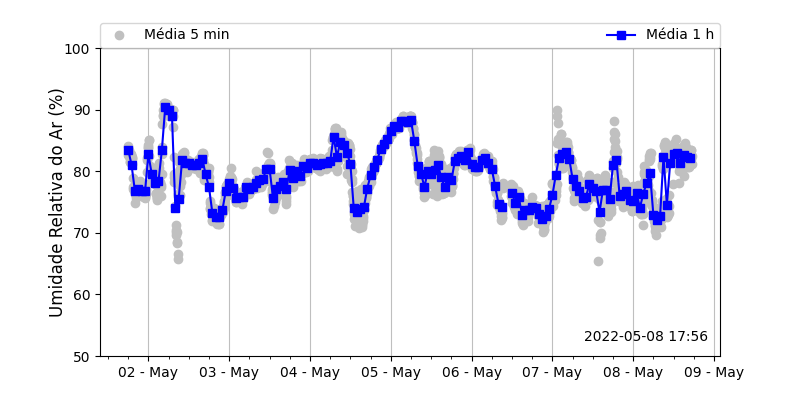 Média 5 min
Média 1 h
Umidade Relativa do Ar (%)
100
90
80
70
60
50
2022-05-08 17:56
02 - May
03 - May
04 - May
05 - May
06 - May
07 - May
08 - May
09 - May